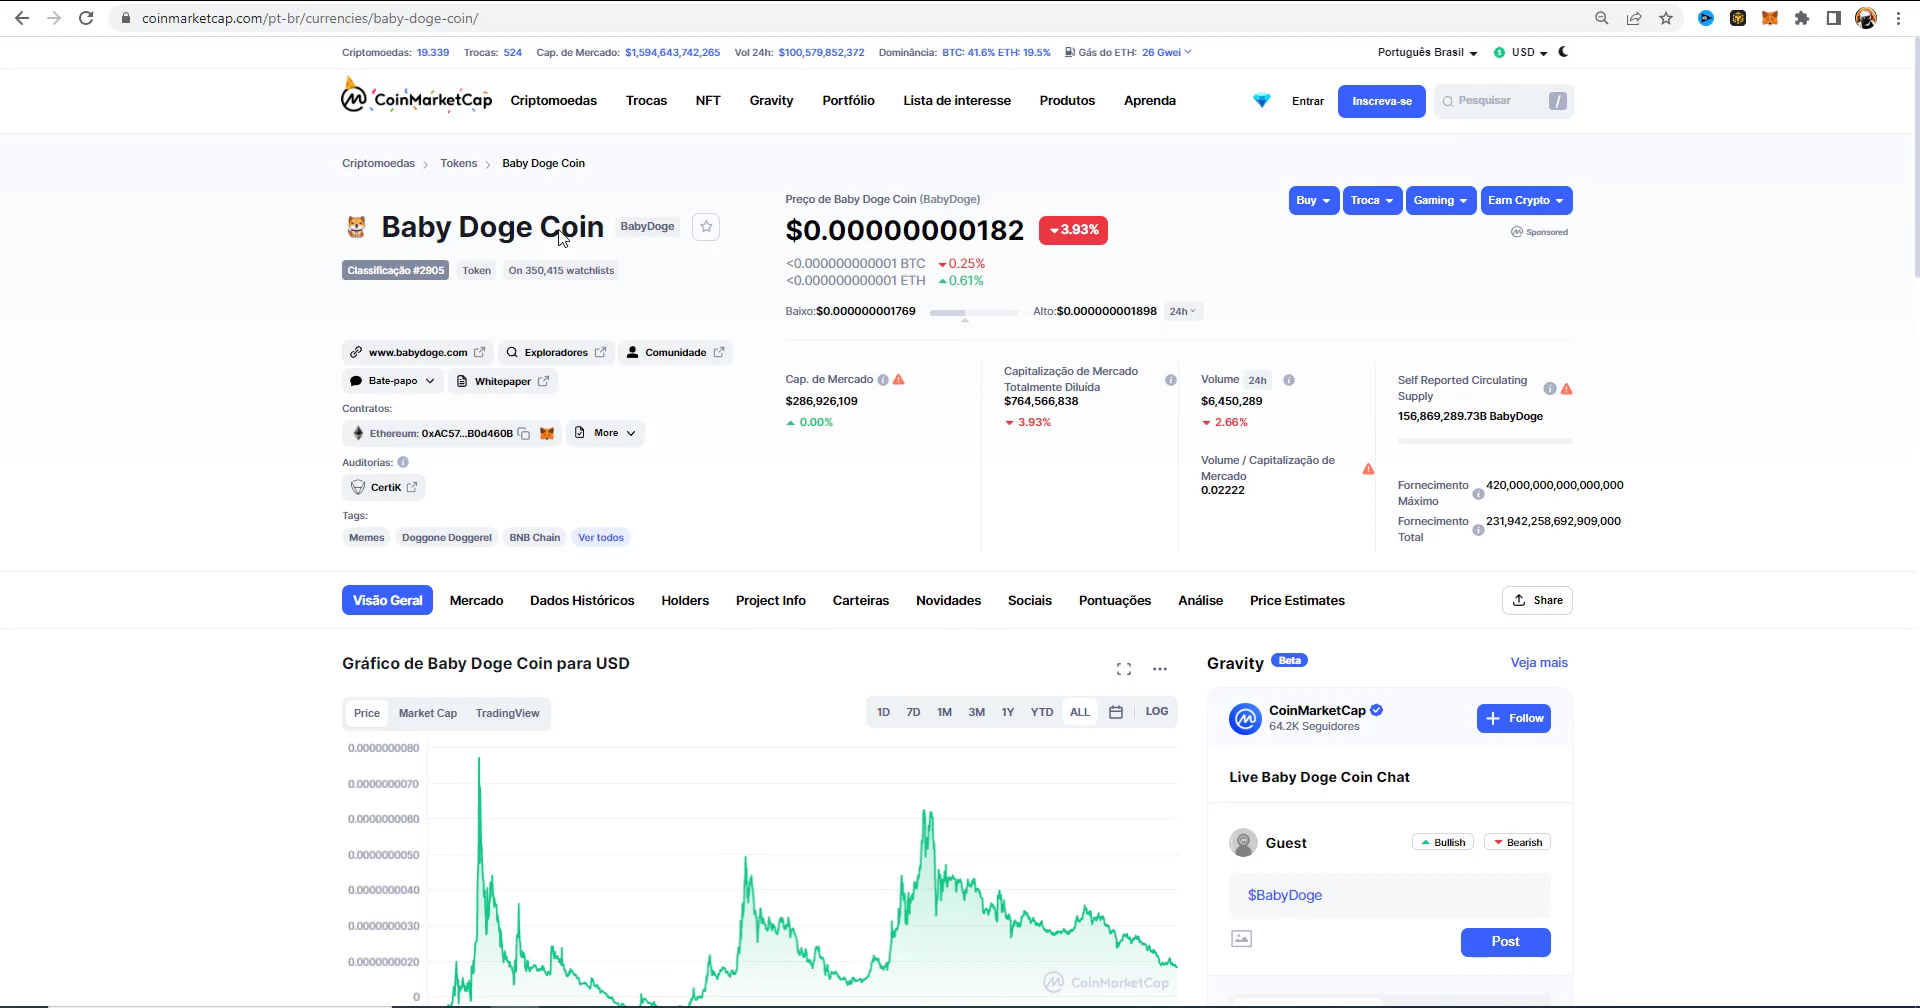 coinmarketcap.com/pt-br/currencies/baby-doge-coin/
Criptomoedas: 19.339 Trocas: 524 Cap. de Mercado: $1,594,643,742,265 Vol 24h: $100,579,852,372 Dominância: BTC: 41.6% ETH: 19.5% Gás do ETH: 26 Gwei
Português Brasil USD
CoinMarketCap Criptomoedas Trocas NFT Gravity Portfólio Lista de interesse Produtos Aprenda
Entrar Inscreva-se Pesquisar /
Criptomoedas Tokens Baby Doge Coin
Baby Doge Coin BabyDoge
Classificação #2905 Token On 350,415 watchlists
www.babydoge.com Exploradores Comunidade
Bate-papo Whitepaper
Contratos:
Ethereum: 0xAC57...B0d460B More
Auditorias:
CertiK
Tags:
Memes Doggone Doggerel BNB Chain Ver todos
Preço de Baby Doge Coin (BabyDoge)
$0.00000000182 3.93%
<0.000000000001 BTC 0.25%
<0.000000000001 ETH 0.61%
Baixo:$0.000000001769 Alto:$0.000000001898 24h
Buy Troca Gaming Earn Crypto
Sponsored
Cap. de Mercado
$286,926,109
0.00%
Capitalização de Mercado
Totalmente Diluída
$764,566,838
3.93%
Volume 24h
$6,450,289
2.66%
Volume / Capitalização de
Mercado
0.02222
Self Reported Circulating
Supply
156,869,289.73B BabyDoge
Fornecimento
Máximo
420,000,000,000,000,000
Fornecimento
Total
231,942,258,692,909,000
Visão Geral Mercado Dados Históricos Holders Project Info Carteiras Novidades Sociais Pontuações Análise Price Estimates
Share
Gráfico de Baby Doge Coin para USD
Price Market Cap TradingView
1D 7D 1M 3M 1Y YTD ALL LOG
0.0000000080
0.0000000070
0.0000000060
0.0000000050
0.0000000040
0.0000000030
0.0000000020
0
CoinMarketCap
Gravity Beta Veja mais
CoinMarketCap
64.2K Seguidores
Follow
Live Baby Doge Coin Chat
Guest Bullish Bearish
$BabyDoge
Post